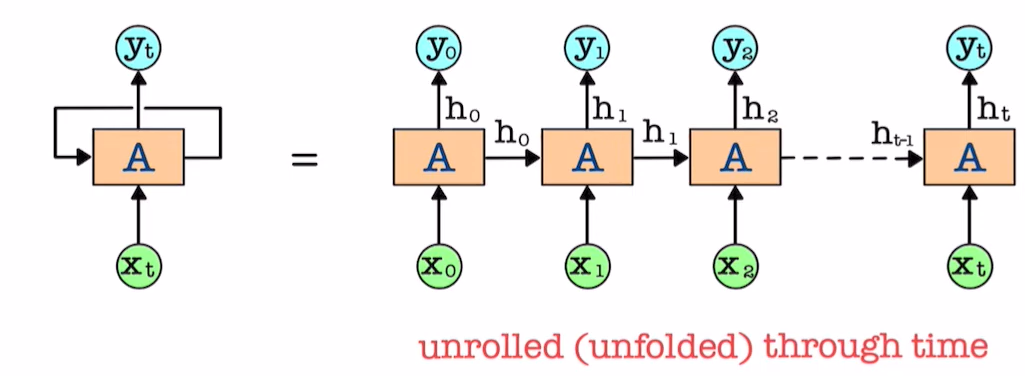 yt y0 y1 y2 yt
h0 h1 h2 ht
h0 h1 ht-1
A = A A A A
xt x0 x1 x2 xt
unrolled (unfolded) through time